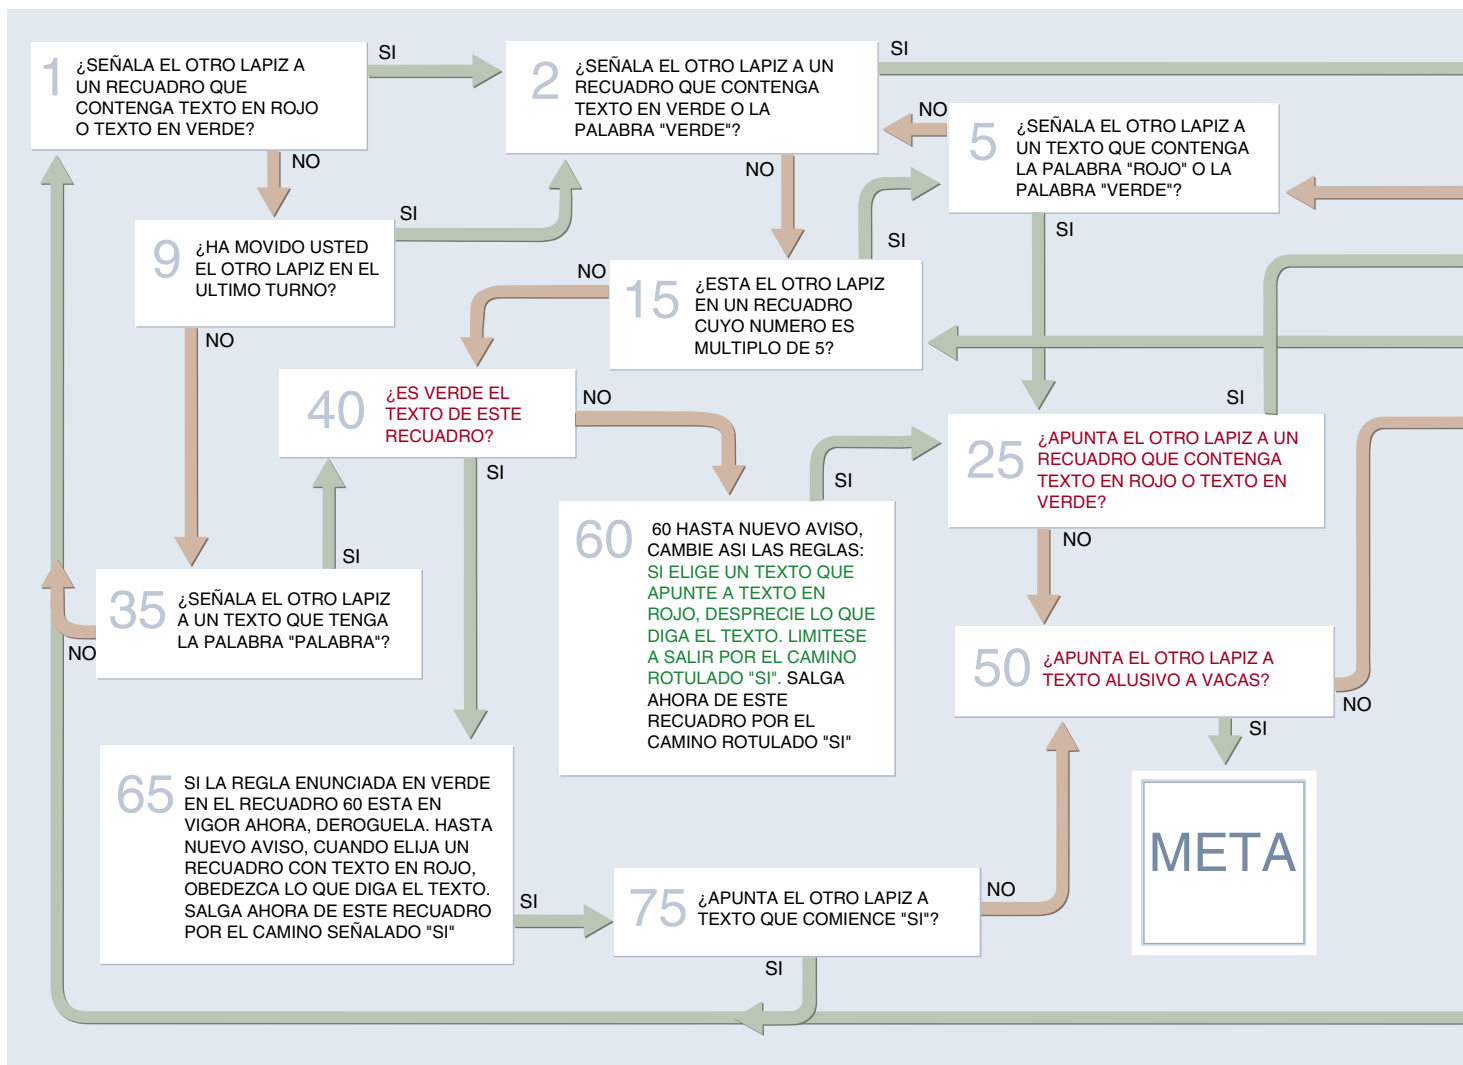 1
¿SEÑALA EL OTRO LAPIZ A
UN RECUADRO QUE
CONTENGA TEXTO EN ROJO
O TEXTO EN VERDE?
SI
NO
2
¿SEÑALA EL OTRO LAPIZ A UN
RECUADRO QUE CONTENGA
TEXTO EN VERDE O LA
PALABRA "VERDE"?
SI
NO
5
¿SEÑALA EL OTRO LAPIZ A
UN TEXTO QUE CONTENGA
LA PALABRA "ROJO" O LA
PALABRA "VERDE"?
NO
SI
9
¿HA MOVIDO USTED
EL OTRO LAPIZ EN EL
ULTIMO TURNO?
SI
NO
15
¿ESTA EL OTRO LAPIZ
EN UN RECUADRO
CUYO NUMERO ES
MULTIPLO DE 5?
SI
NO
40
¿ES VERDE EL
TEXTO DE ESTE
RECUADRO?
NO
SI
25
¿APUNTA EL OTRO LAPIZ A UN
RECUADRO QUE CONTENGA
TEXTO EN ROJO O TEXTO EN
VERDE?
SI
NO
35
¿SEÑALA EL OTRO LAPIZ
A UN TEXTO QUE TENGA
LA PALABRA "PALABRA"?
SI
NO
60
60 HASTA NUEVO AVISO,
CAMBIE ASI LAS REGLAS:
SI ELIGE UN TEXTO QUE
APUNTE A TEXTO EN
ROJO, DESPRECIE LO QUE
DIGA EL TEXTO. LIMITESE
A SALIR POR EL CAMINO
ROTULADO "SI". SALGA
AHORA DE ESTE
RECUADRO POR EL
CAMINO ROTULADO "SI"
SI
50
¿APUNTA EL OTRO LAPIZ A
TEXTO ALUSIVO A VACAS?
NO
SI
65
SI LA REGLA ENUNCIADA EN VERDE
EN EL RECUADRO 60 ESTA EN
VIGOR AHORA, DEROGUELA. HASTA
NUEVO AVISO, CUANDO ELIJA UN
RECUADRO CON TEXTO EN ROJO,
OBEDEZCA LO QUE DIGA EL TEXTO.
SALGA AHORA DE ESTE RECUADRO
POR EL CAMINO SEÑALADO "SI"
SI
75
¿APUNTA EL OTRO LAPIZ A
TEXTO QUE COMIENCE "SI"?
NO
SI
META